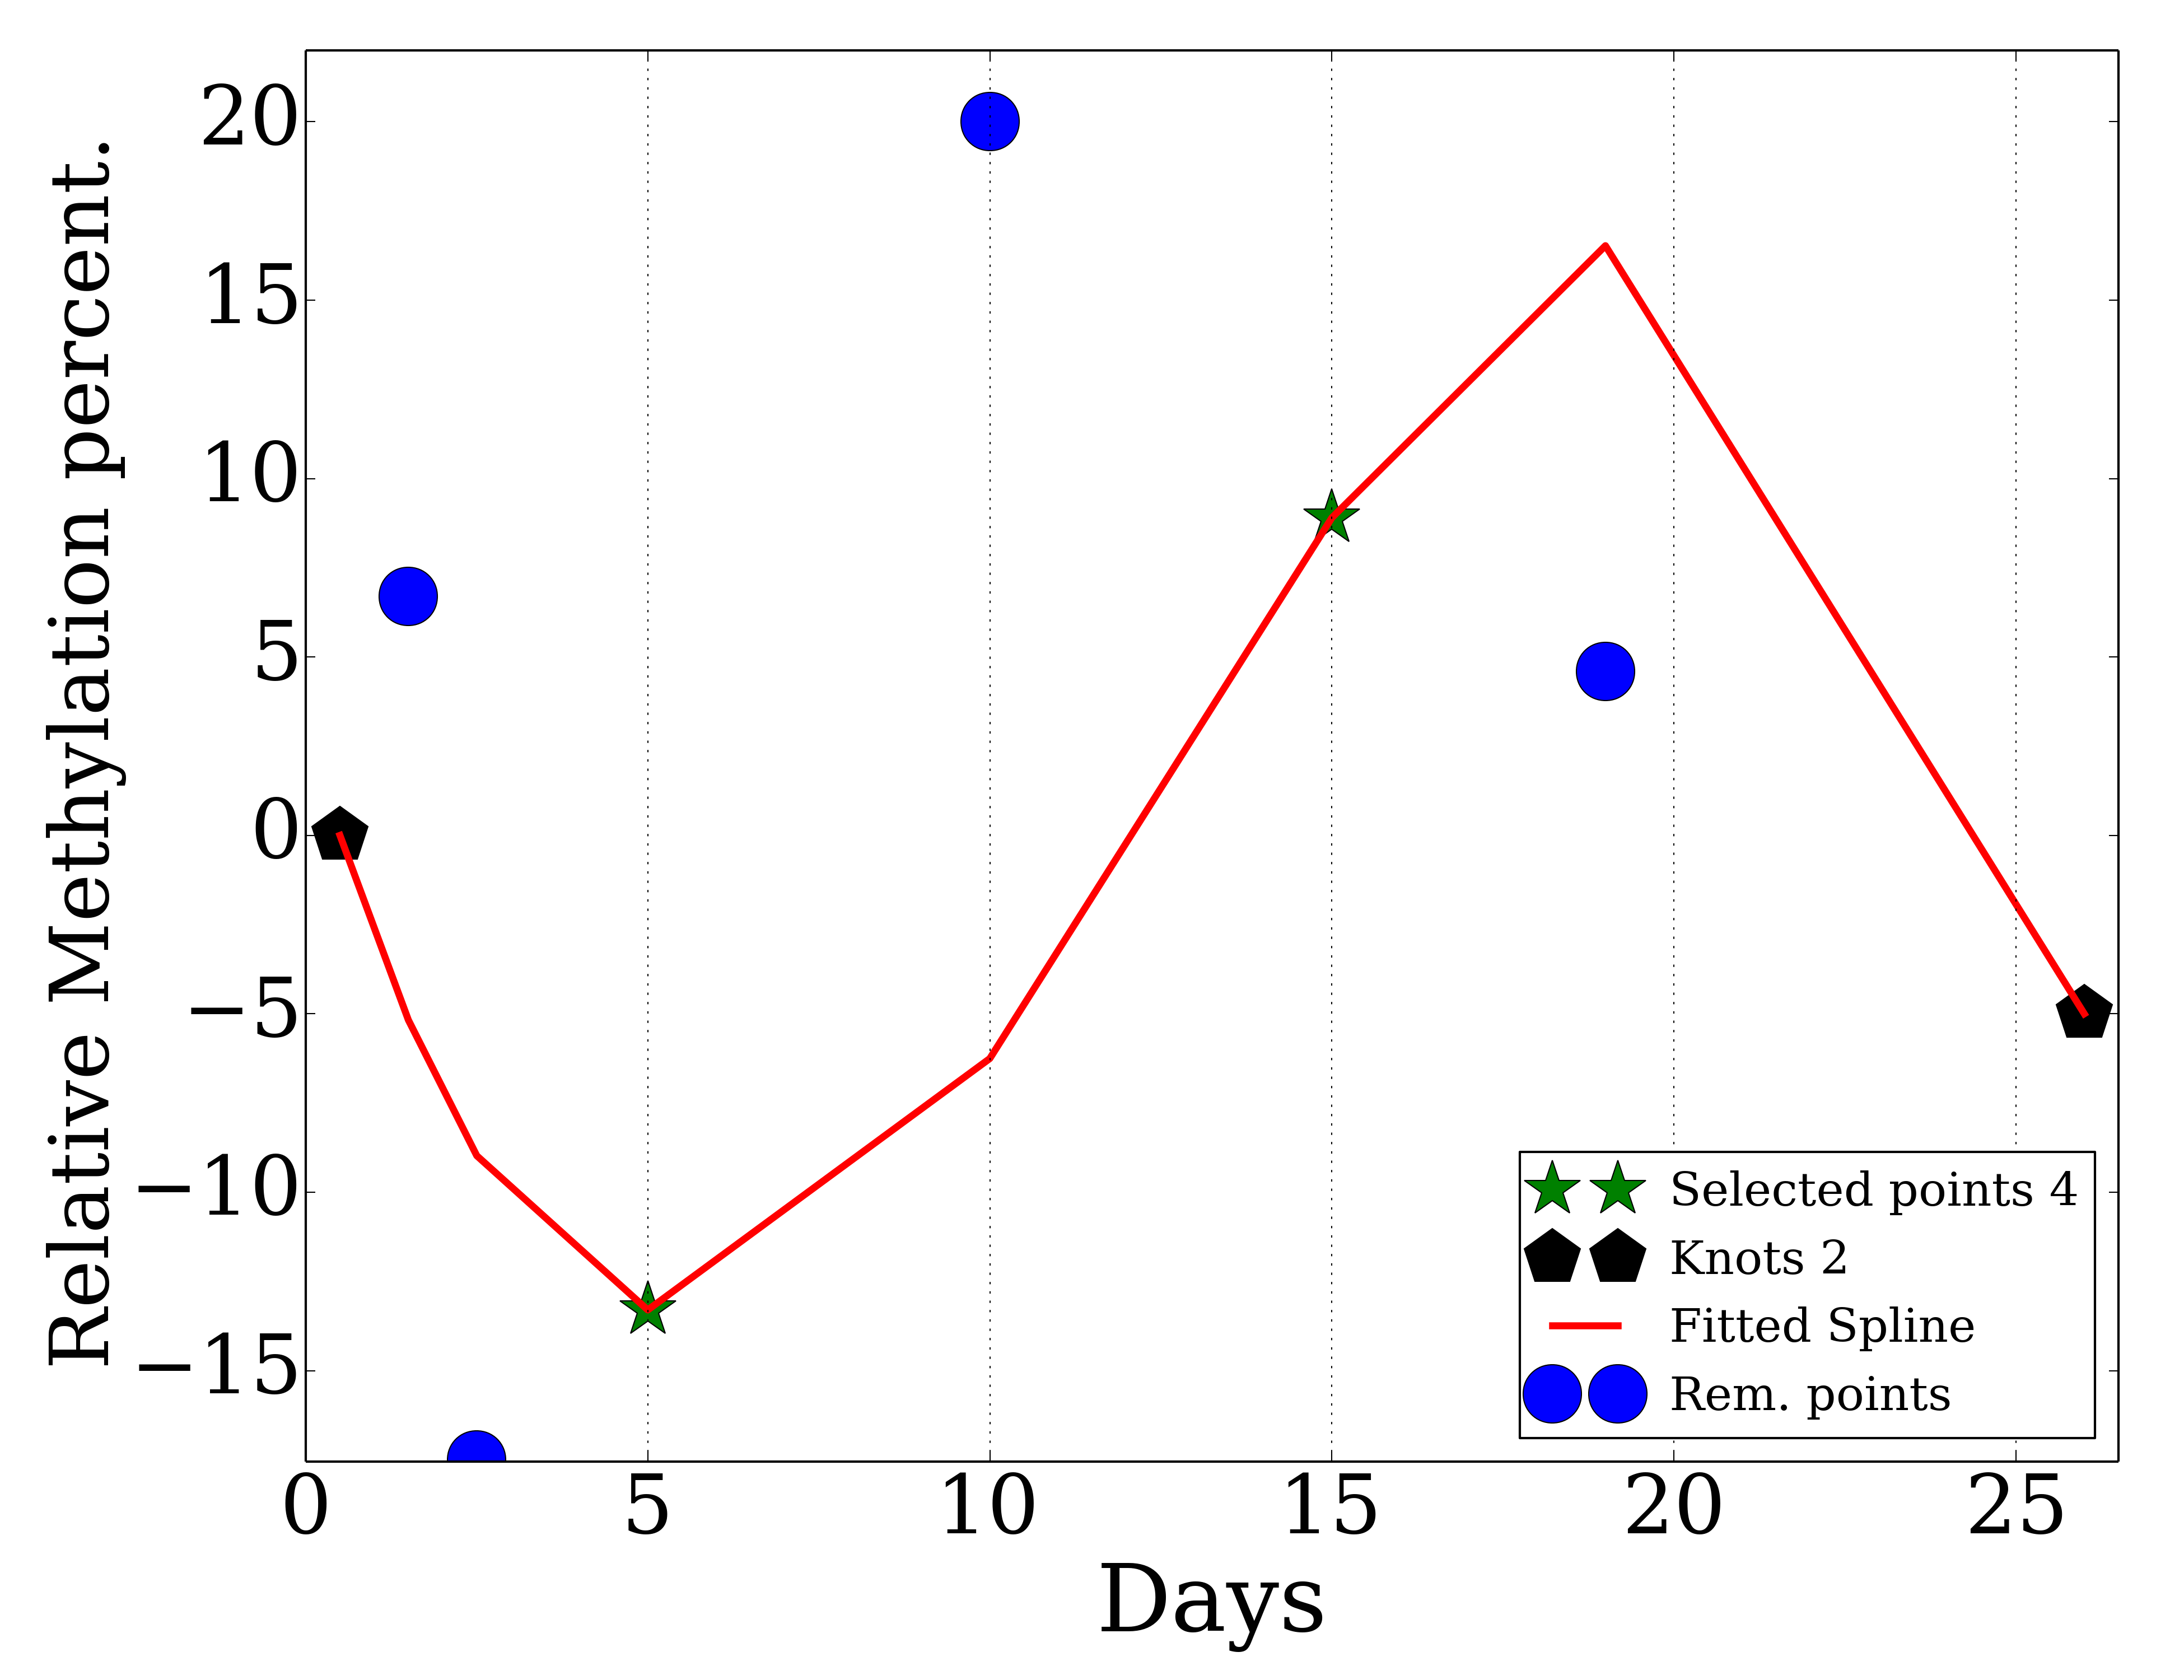 Relative Methylation percent.
20
15
10
5
0
−5
−10
−15
Selected points 4
Knots 2
Fitted Spline
Rem. points
0 5 10 15 20 25
Days